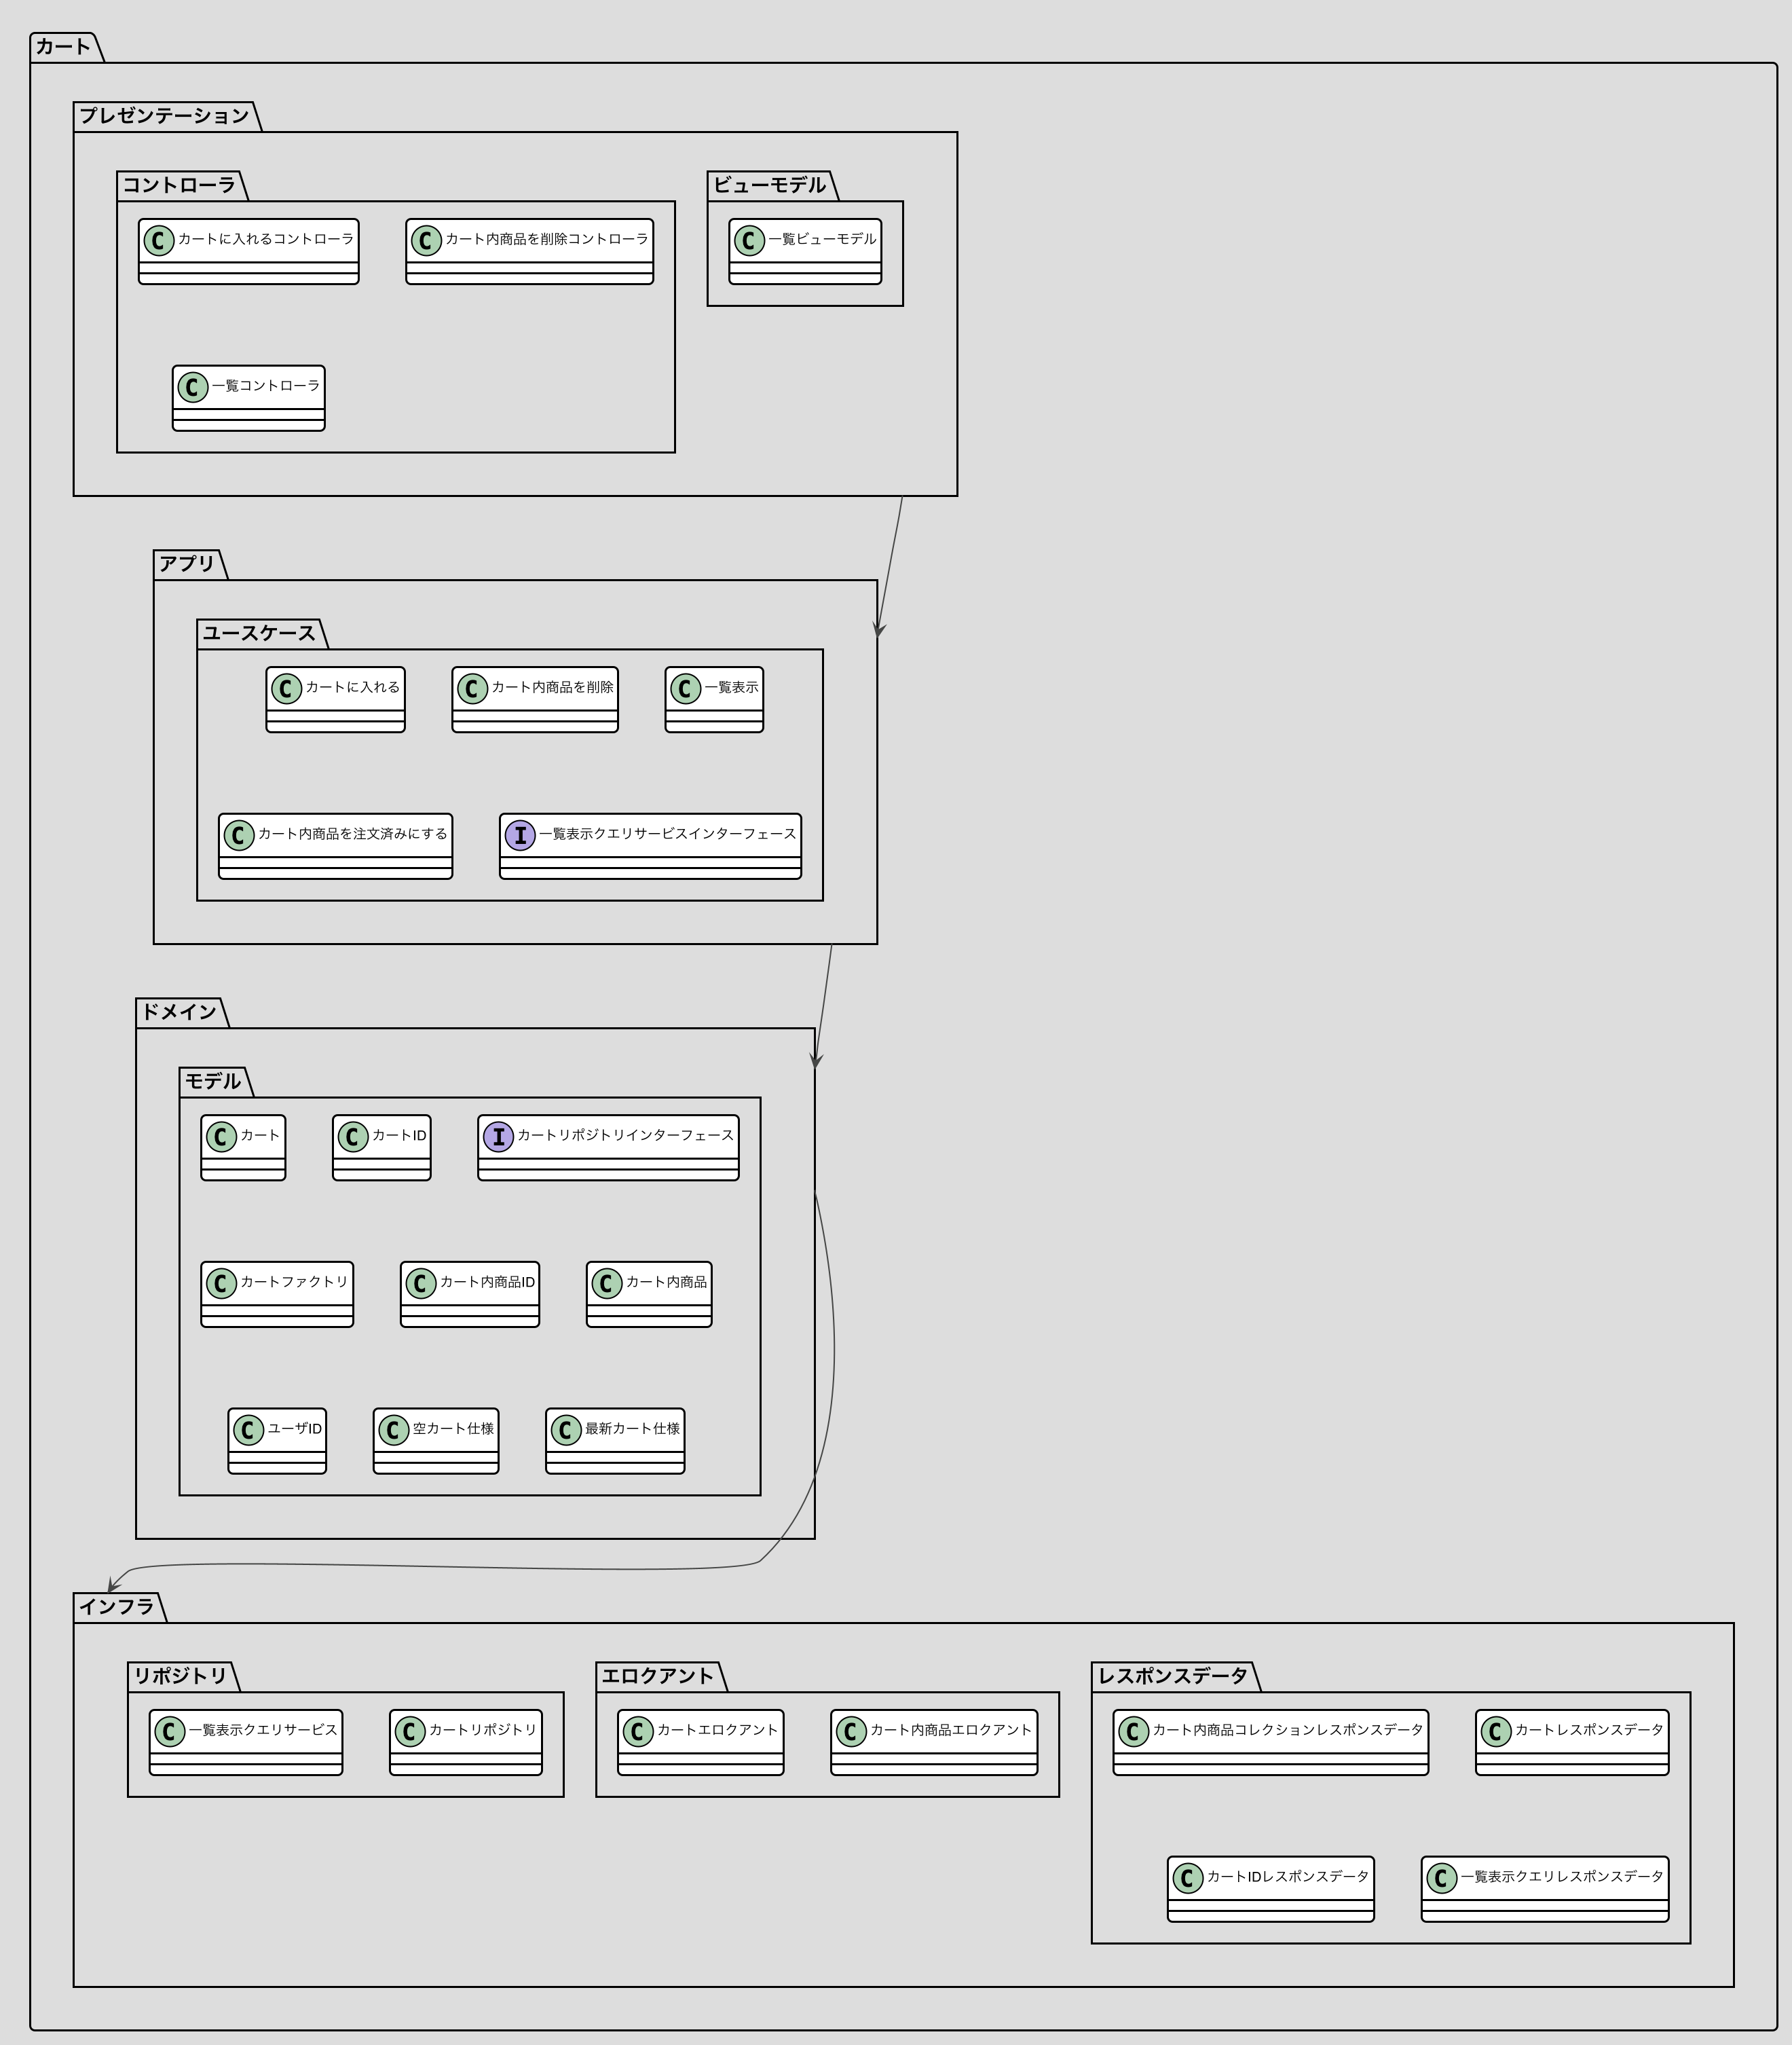 カート
プレゼンテーション
コントローラ
ビューモデル
C カートに入れるコントローラ
C カート内商品を削除コントローラ
C 一覧ビューモデル
C 一覧コントローラ
アプリ
ユースケース
C カートに入れる
C カート内商品を削除
C 一覧表示
C カート内商品を注文済みにする
I 一覧表示クエリサービスインターフェース
ドメイン
モデル
C カート
C カートID
I カートリポジトリインターフェース
C カートファクトリ
C カート内商品ID
C カート内商品
C ユーザID
C 空カート仕様
C 最新カート仕様
インフラ
リポジトリ
エロクアント
レスポンスデータ
C 一覧表示クエリサービス
C カートリポジトリ
C カートエロクアント
C カート内商品エロクアント
C カート内商品コレクションレスポンスデータ
C カートレスポンスデータ
C カートIDレスポンスデータ
C 一覧表示クエリレスポンスデータ